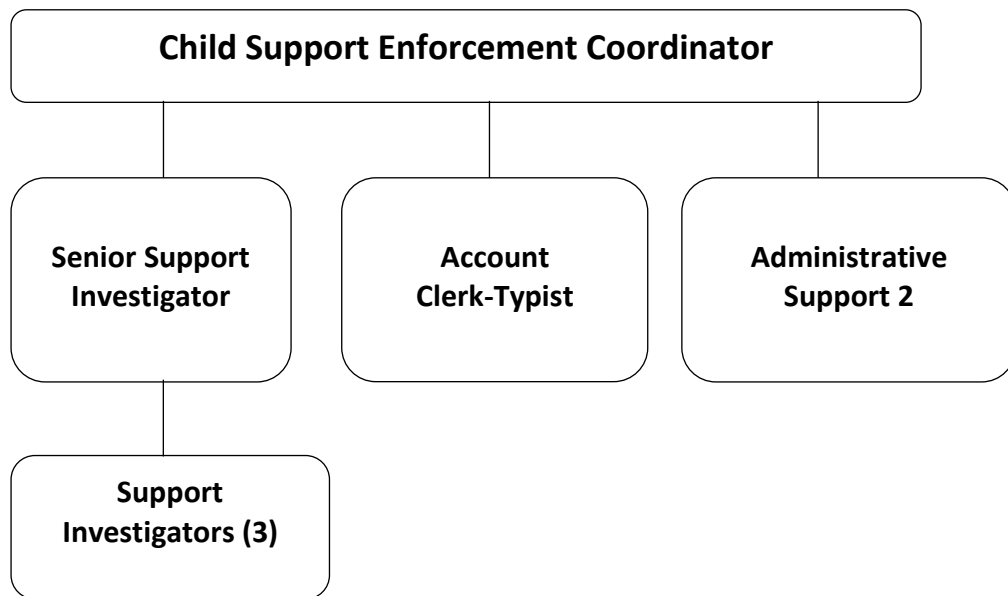 Child Support Enforcement Coordinator
Senior Support
Investigator
Account
Clerk-Typist
Administrative
Support 2
Support
Investigators (3)